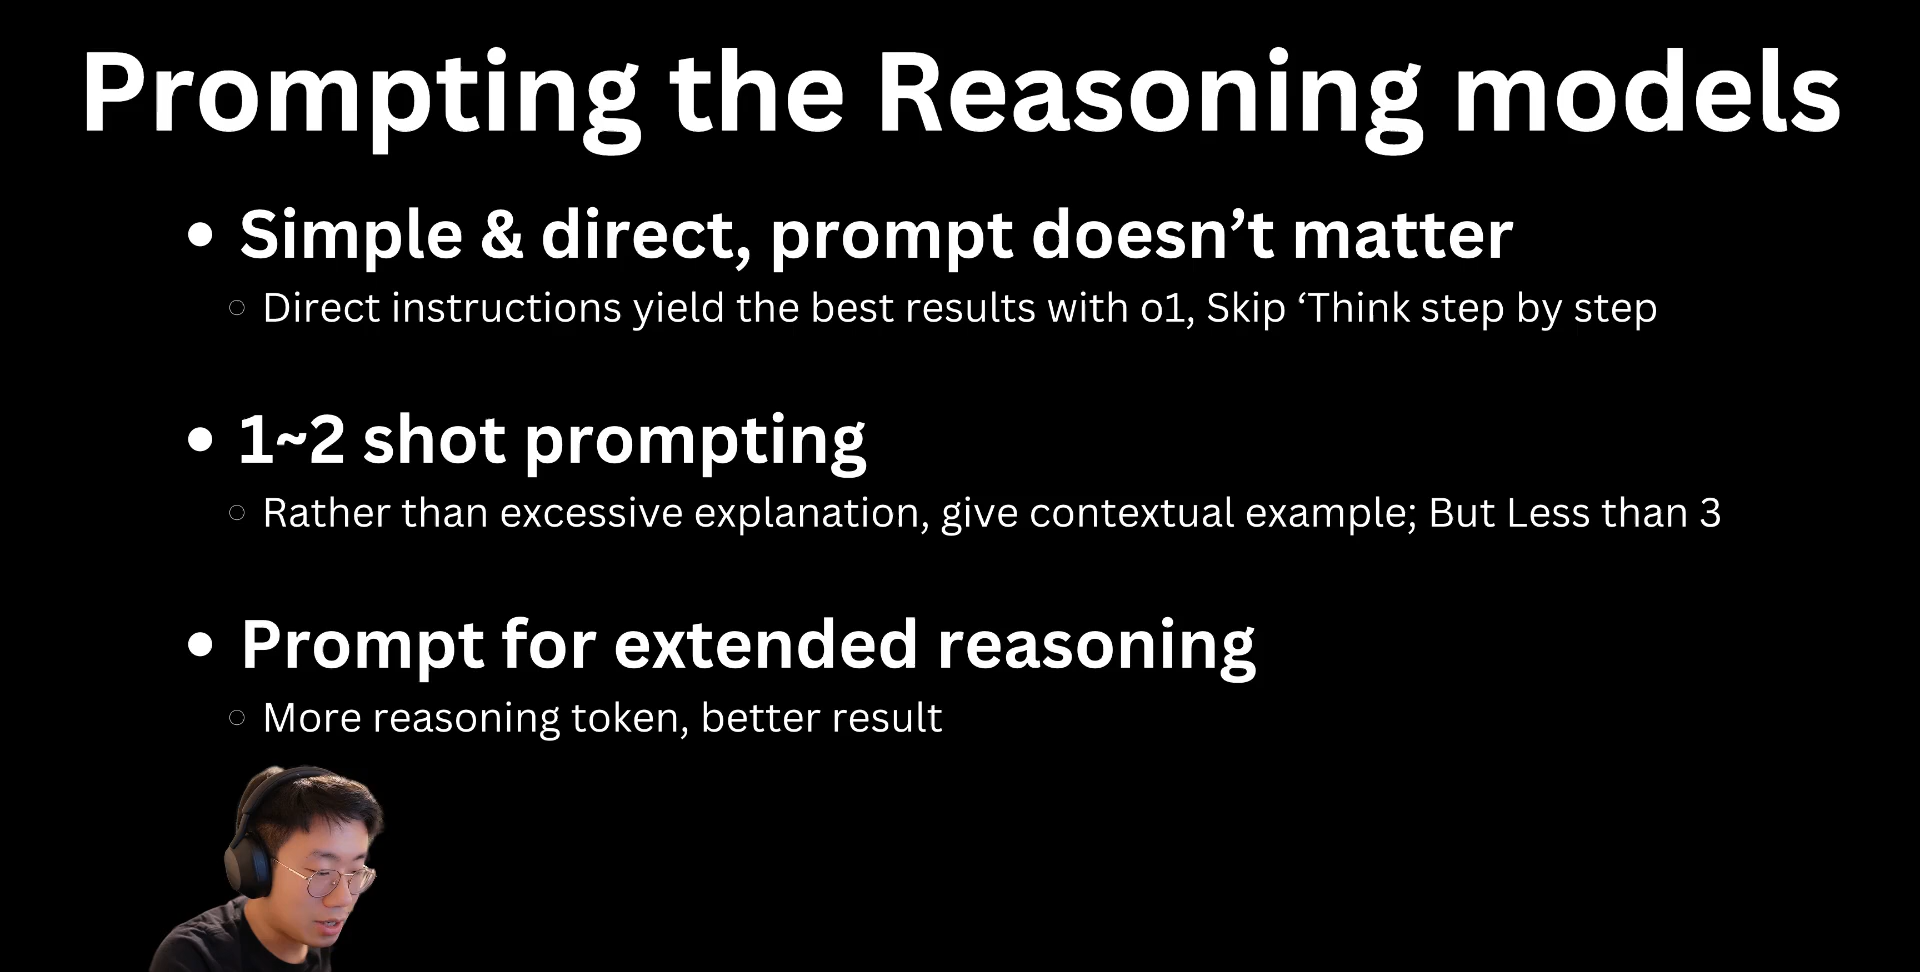 Prompting the Reasoning models
• Simple & direct, prompt doesn’t matter
○ Direct instructions yield the best results with o1, Skip ‘Think step by step
• 1~2 shot prompting
○ Rather than excessive explanation, give contextual example; But Less than 3
• Prompt for extended reasoning
○ More reasoning token, better result